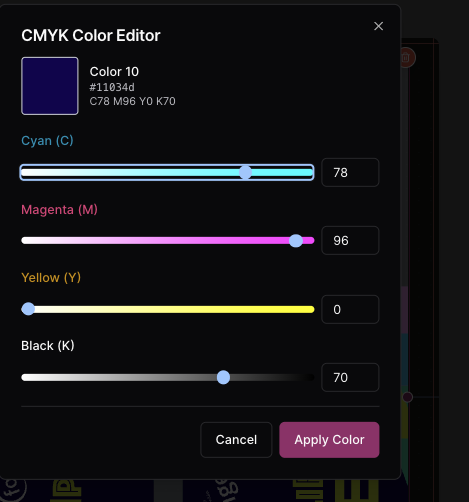 CMYK Color Editor
Color 10
#11034d
C78 M96 Y0 K70
Cyan (C)
78
Magenta (M)
96
Yellow (Y)
0
Black (K)
70
Cancel
Apply Color